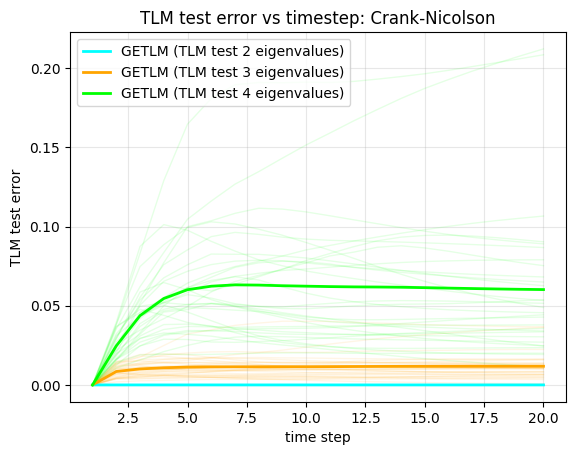 TLM test error vs timestep: Crank-Nicolson
GETLM (TLM test 2 eigenvalues)
GETLM (TLM test 3 eigenvalues)
GETLM (TLM test 4 eigenvalues)
TLM test error
0.20
0.15
0.10
0.05
0.00
2.5 5.0 7.5 10.0 12.5 15.0 17.5 20.0
time step